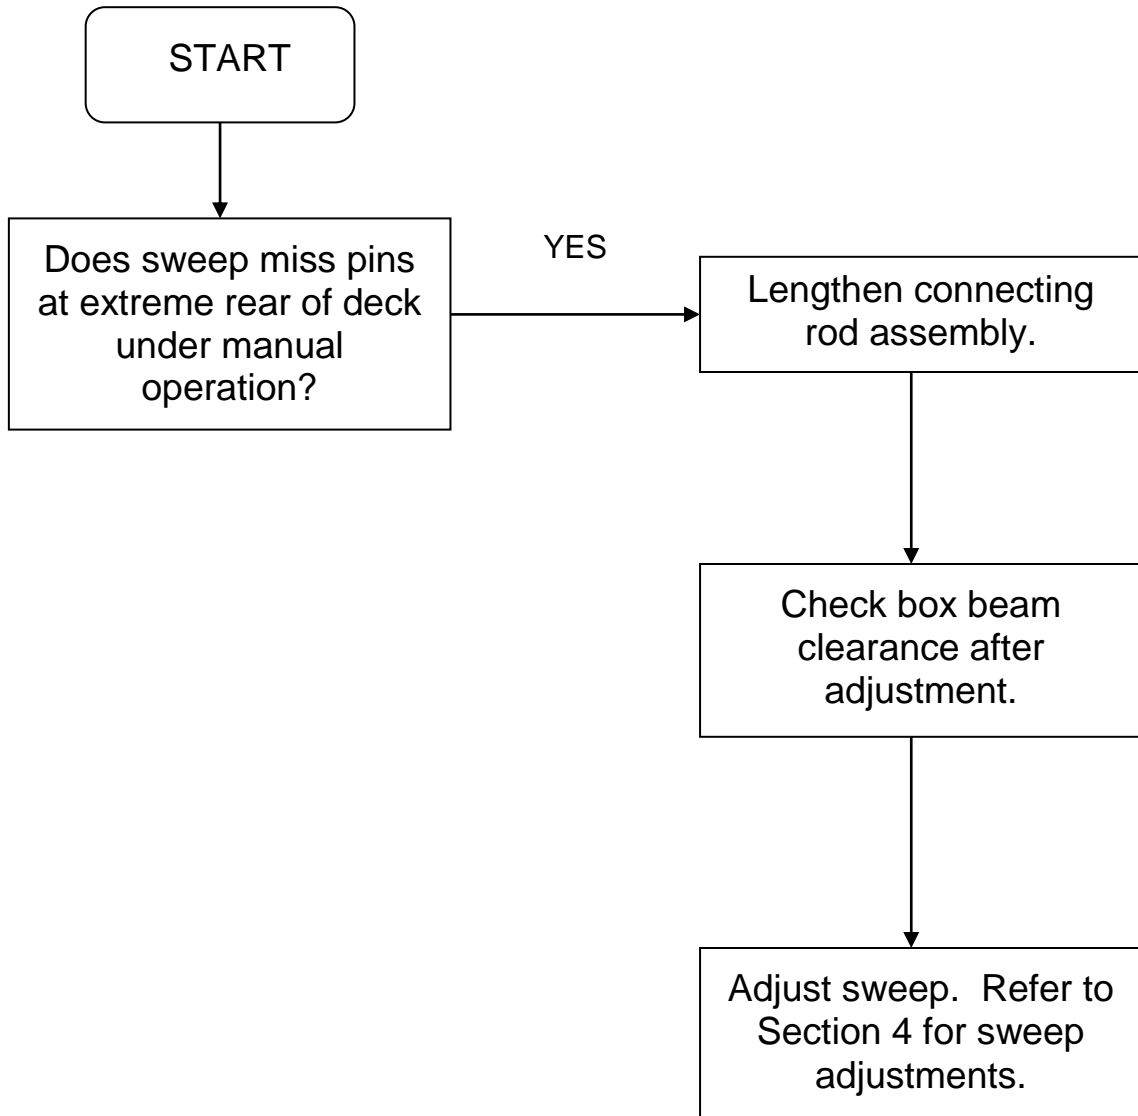 START
Does sweep miss pins
at extreme rear of deck
under manual
operation?
YES
Lengthen connecting
rod assembly.
Check box beam
clearance after
adjustment.
Adjust sweep.  Refer to
Section 4 for sweep
adjustments.